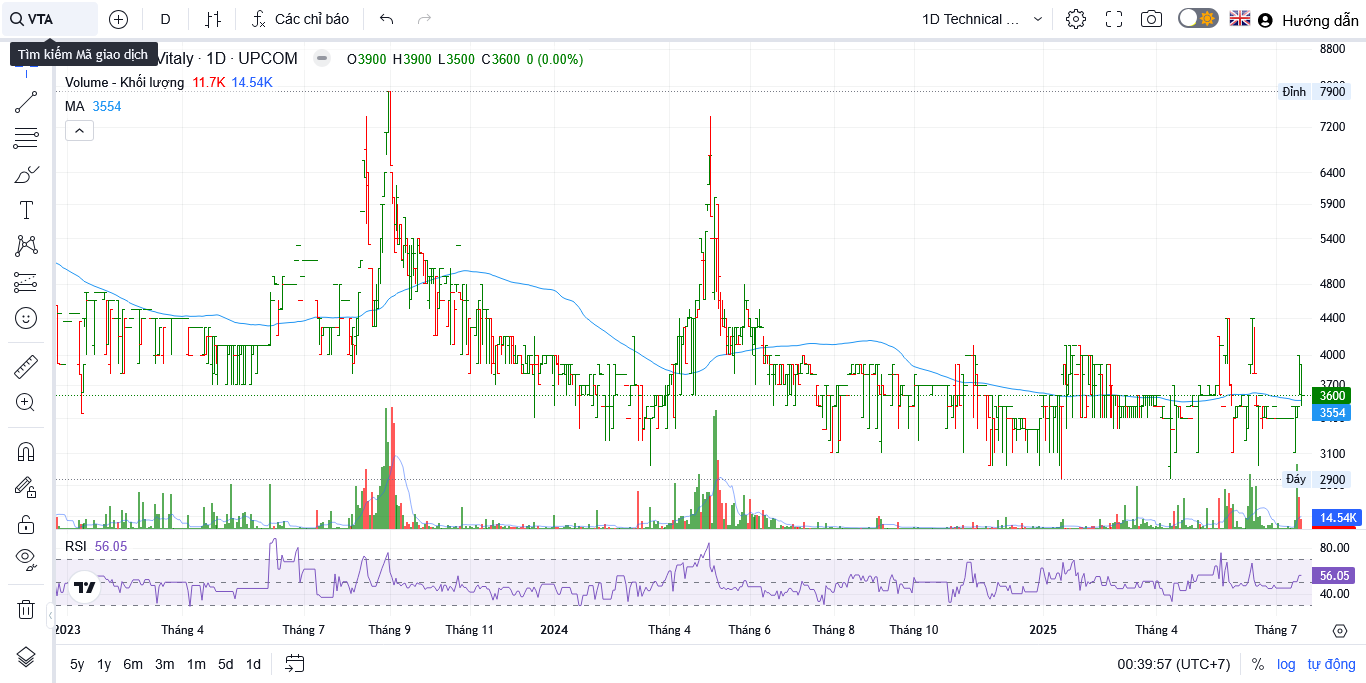 VTA
D
Các chỉ báo
1D Technical ...
Hướng dẫn
Tìm kiếm Mã giao dịch
Vitaly · 1D · UPCOM
O3900 H3900 L3500 C3600 0 (0.00%)
Volume - Khối lượng 11.7K 14.54K
MA 3554
8800
Đỉnh 7900
7200
6400
5900
5400
4800
4400
4000
3700
3600
3554
3100
Đáy 2900
14.54K
RSI 56.05
80.00
56.05
40.00
2023 Tháng 4 Tháng 7 Tháng 9 Tháng 11 2024 Tháng 4 Tháng 6 Tháng 8 Tháng 10 2025 Tháng 4 Tháng 7
5y 1y 6m 3m 1m 5d 1d
00:39:57 (UTC+7) % log tự động